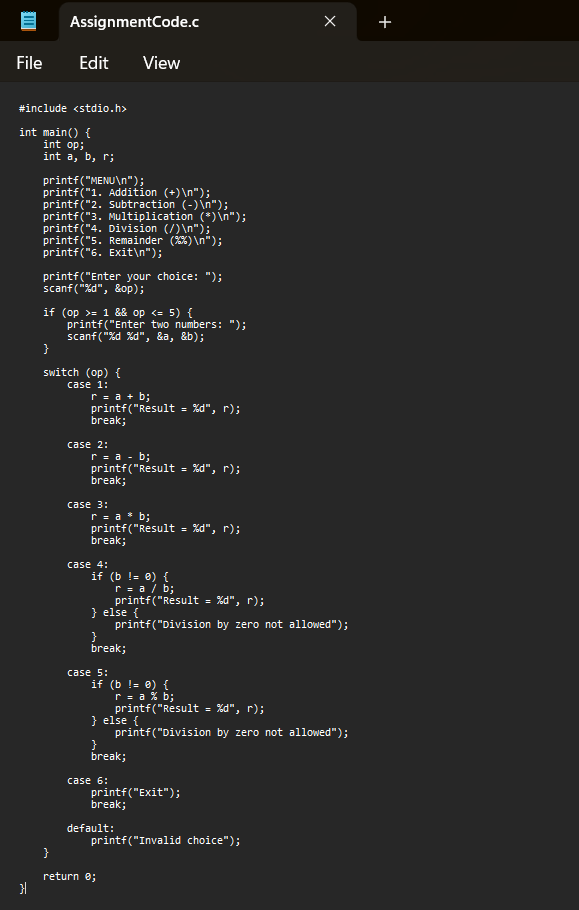 AssignmentCode.c
File Edit View
#include <stdio.h>
int main() {
    int op;
    int a, b, r;
    printf("MENU\n");
    printf("1. Addition (+)\n");
    printf("2. Subtraction (-)\n");
    printf("3. Multiplication (*)\n");
    printf("4. Division (/)\n");
    printf("5. Remainder (%%)\n");
    printf("6. Exit\n");
    printf("Enter your choice: ");
    scanf("%d", &op);
    if (op >= 1 && op <= 5) {
        printf("Enter two numbers: ");
        scanf("%d %d", &a, &b);
    }
    switch (op) {
        case 1:
            r = a + b;
            printf("Result = %d", r);
            break;
        case 2:
            r = a - b;
            printf("Result = %d", r);
            break;
        case 3:
            r = a * b;
            printf("Result = %d", r);
            break;
        case 4:
            if (b != 0) {
                r = a / b;
                printf("Result = %d", r);
            } else {
                printf("Division by zero not allowed");
            }
            break;
        case 5:
            if (b != 0) {
                r = a % b;
                printf("Result = %d", r);
            } else {
                printf("Division by zero not allowed");
            }
            break;
        case 6:
            printf("Exit");
            break;
        default:
            printf("Invalid choice");
    }
    return 0;
}